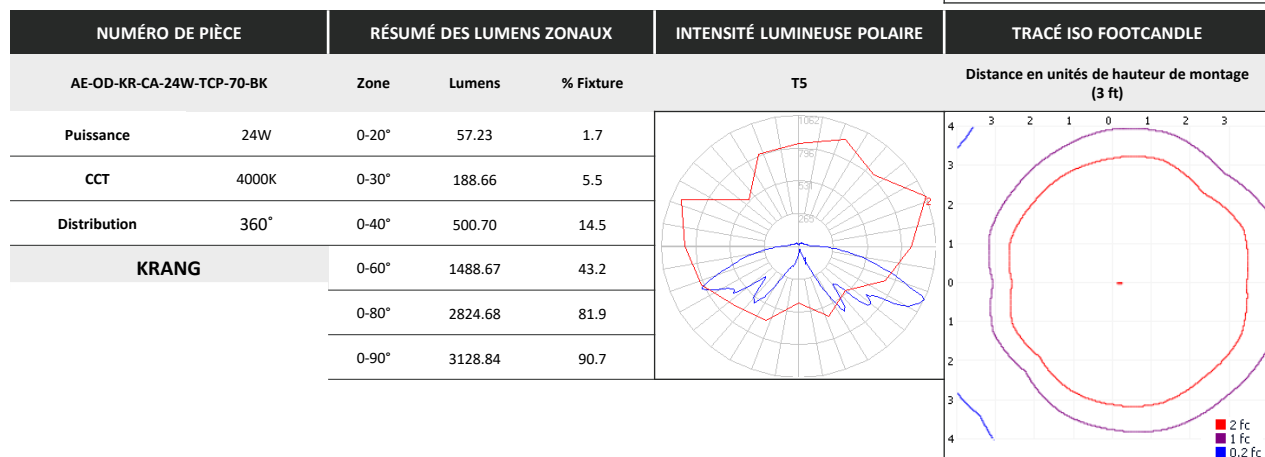 NUMÉRO DE PIÈCE
RÉSUMÉ DES LUMENS ZONAUX
INTENSITÉ LUMINEUSE POLAIRE
TRACÉ ISO FOOTCANDLE
AE-OD-KR-CA-24W-TCP-70-BK
Zone Lumens % Fixture
T5
Distance en unités de hauteur de montage
(3 ft)
Puissance 24W
0-20° 57.23 1.7
CCT 4000K
0-30° 188.66 5.5
Distribution 360°
0-40° 500.70 14.5
KRANG
0-60° 1488.67 43.2
0-80° 2824.68 81.9
0-90° 3128.84 90.7
1062
796
531
265
2
3 2 1 0 1 2 3
4
3
2
1
0
1
2
3
4
2 fc
1 fc
0.2 fc